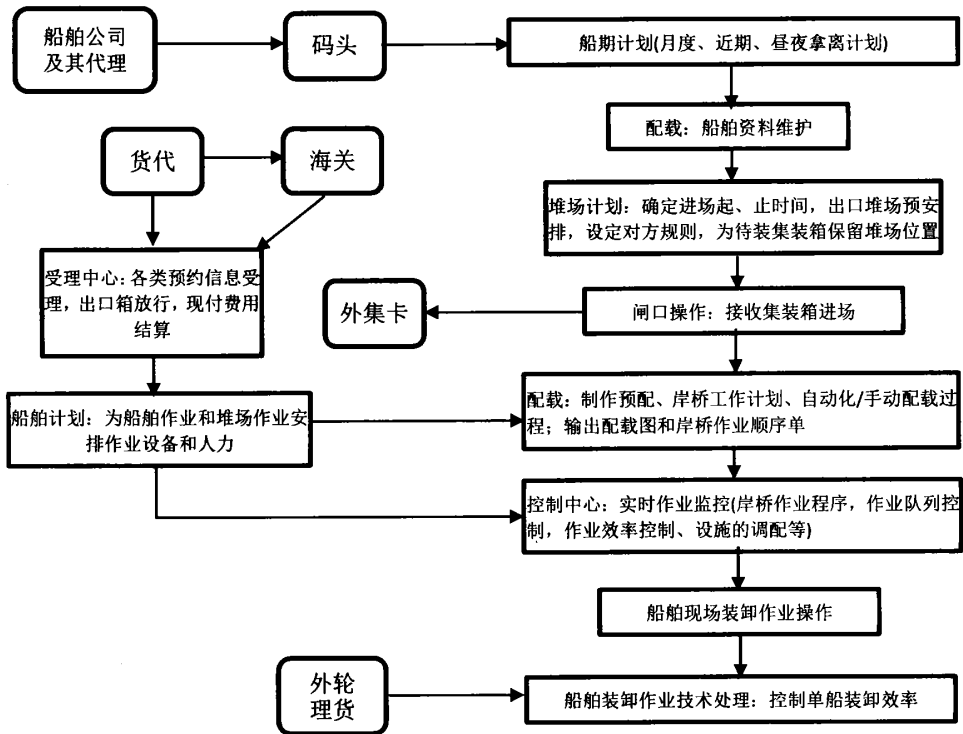 船舶公司
及其代理
码头
船期计划(月度、近期、昼夜拿离计划)
配载：船舶资料维护
货代
海关
堆场计划：确定进场起、止时间，出口堆场预安
排，设定对方规则，为待装集装箱保留堆场位置
受理中心：各类预约信息受
理，出口箱放行，现付费用
结算
外集卡
闸口操作：接收集装箱进场
船舶计划：为船舶作业和堆场作业安
排作业设备和人力
配载：制作预配、岸桥工作计划、自动化/手动配载过
程；输出配载图和岸桥作业顺序单
控制中心：实时作业监控(岸桥作业程序，作业队列控
制，作业效率控制、设施的调配等)
船舶现场装卸作业操作
外轮
理货
船舶装卸作业技术处理：控制单船装卸效率